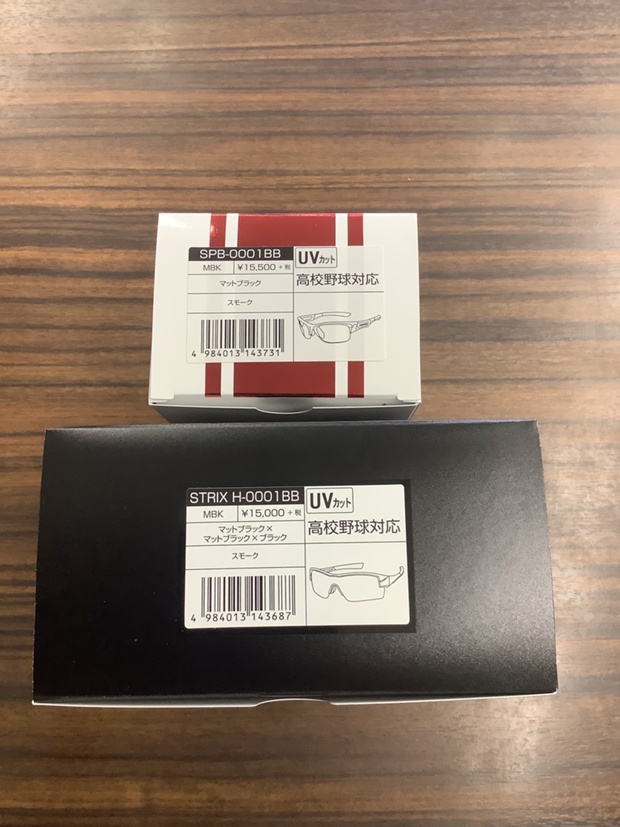 SPB-0001BB
MBK ¥15,500 +税
マットブラック
スモーク
4 984013 143731
UVカット
高校野球対応
STRIX H-0001BB
MBK ¥15,000 +税
マットブラック×
マットブラック×ブラック
スモーク
4 984013 143687
UVカット
高校野球対応